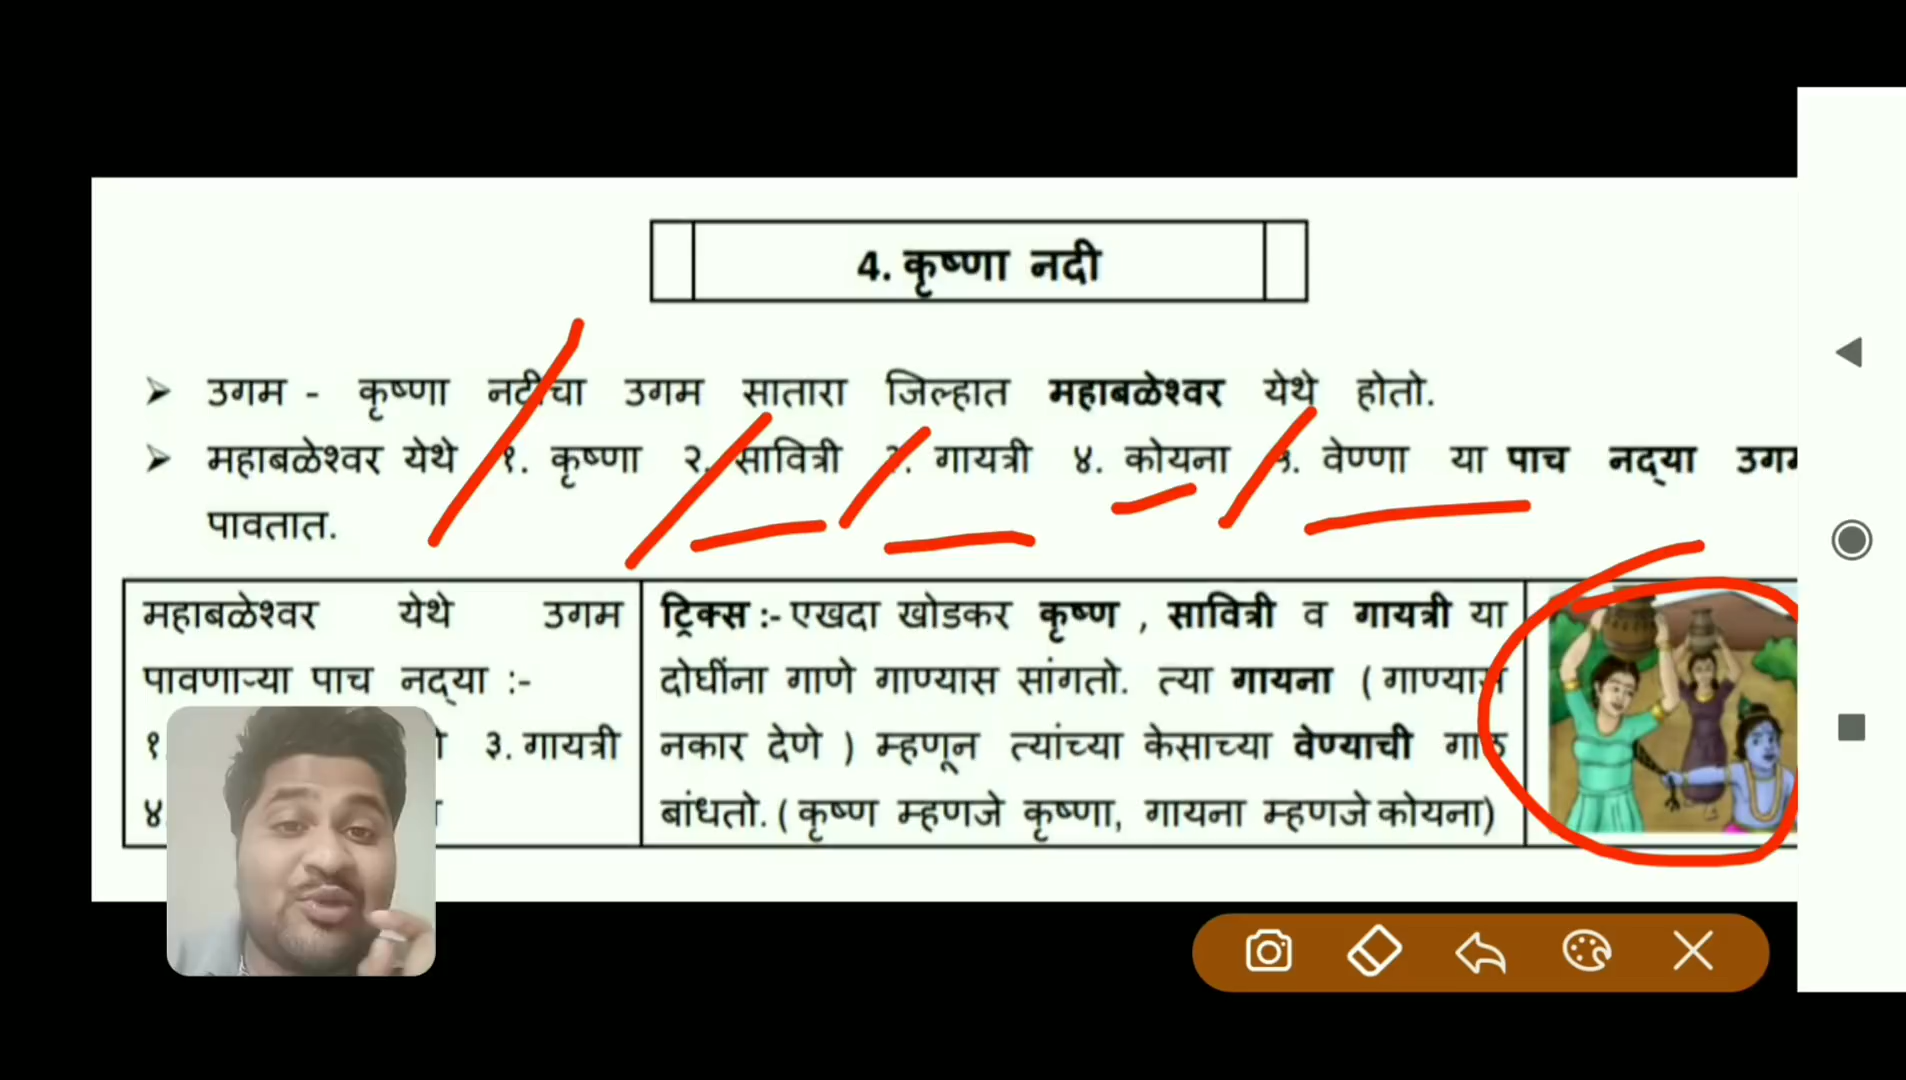 4. कृष्णा नदी
➢ उगम - कृष्णा नदीचा उगम सातारा जिल्हात महाबळेश्वर येथे होतो.
➢ महाबळेश्वर येथे १. कृष्णा २. सावित्री गायत्री ४. कोयना वेण्णा या पाच नद्या उगम
पावतात.
महाबळेश्वर येथे उगम
पावणाऱ्या पाच नद्या :-
१ ३. गायत्री
४
ट्रिक्स :- एखदा खोडकर कृष्ण , सावित्री व गायत्री या
दोघींना गाणे गाण्यास सांगतो. त्या गायना ( गाण्यास
नकार देणे ) म्हणून त्यांच्या केसाच्या वेण्याची गाठ
बांधतो. ( कृष्ण म्हणजे कृष्णा, गायना म्हणजे कोयना)